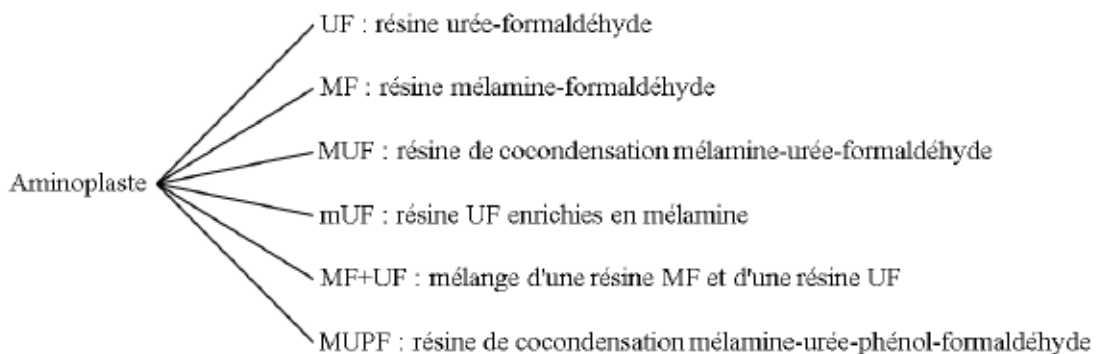 UF : résine urée-formaldéhyde
MF : résine mélamine-formaldéhyde
MUF : résine de cocondensation mélamine-urée-formaldéhyde
Aminoplaste
mUF : résine UF enrichies en mélamine
MF+UF : mélange d'une résine MF et d'une résine UF
MUPF : résine de cocondensation mélamine-urée-phénol-formaldéhyde